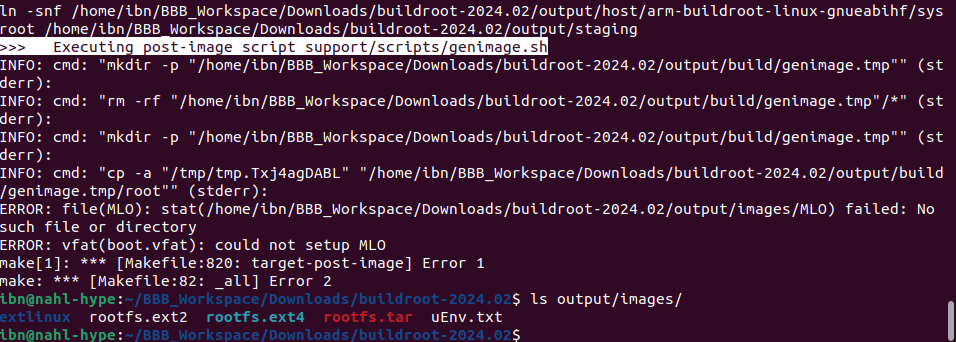 ln -snf /home/ibn/BBB_Workspace/Downloads/buildroot-2024.02/output/host/arm-buildroot-linux-gnueabihf/sys
root /home/ibn/BBB_Workspace/Downloads/buildroot-2024.02/output/staging
>>>   Executing post-image script support/scripts/genimage.sh
INFO: cmd: "mkdir -p "/home/ibn/BBB_Workspace/Downloads/buildroot-2024.02/output/build/genimage.tmp"" (st
derr):
INFO: cmd: "rm -rf "/home/ibn/BBB_Workspace/Downloads/buildroot-2024.02/output/build/genimage.tmp"/*" (st
derr):
INFO: cmd: "mkdir -p "/home/ibn/BBB_Workspace/Downloads/buildroot-2024.02/output/build/genimage.tmp"" (st
derr):
INFO: cmd: "cp -a "/tmp/tmp.Txj4agDABL" "/home/ibn/BBB_Workspace/Downloads/buildroot-2024.02/output/build
/genimage.tmp/root"" (stderr):
ERROR: file(MLO): stat(/home/ibn/BBB_Workspace/Downloads/buildroot-2024.02/output/images/MLO) failed: No
such file or directory
ERROR: vfat(boot.vfat): could not setup MLO
make[1]: *** [Makefile:820: target-post-image] Error 1
make: *** [Makefile:82: _all] Error 2
ibn@nahl-hype:~/BBB_Workspace/Downloads/buildroot-2024.02$ ls output/images/
extlinux  rootfs.ext2  rootfs.ext4  rootfs.tar  uEnv.txt
ibn@nahl-hype:~/BBB_Workspace/Downloads/buildroot-2024.02$